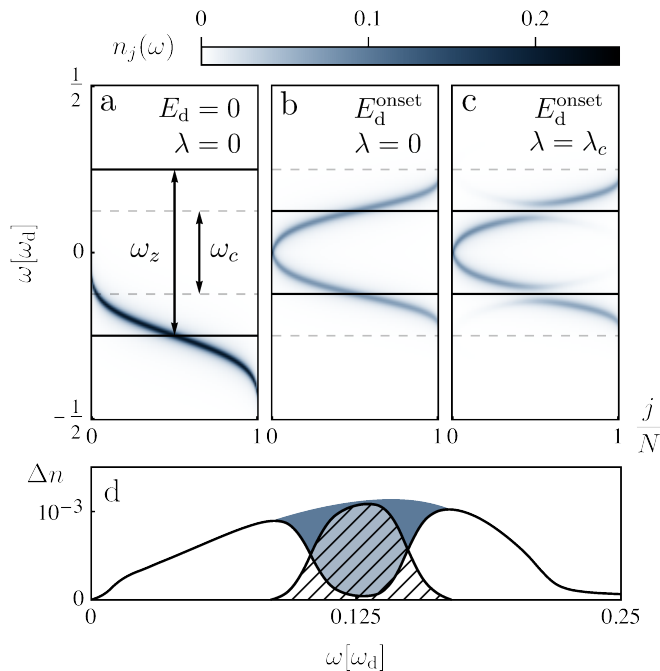 0 0.1 0.2
n_j(ω)
1/2
a E_d = 0
λ = 0
b E_d^onset
λ = 0
c E_d^onset
λ = λ_c
ω[ω_d]
0
ω_z ω_c
-1/2
0 1 0 1 0 1
j/N
Δn
d
10^-3
0
0 0.125 0.25
ω[ω_d]